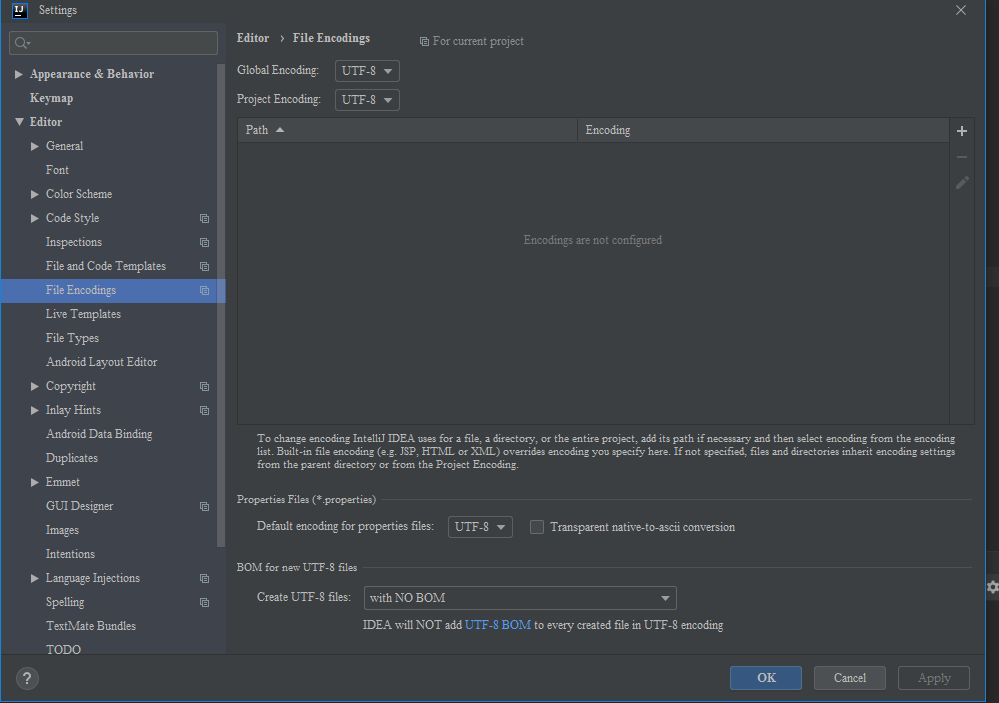 IJ
Settings
Appearance & Behavior
Keymap
Editor
General
Font
Color Scheme
Code Style
Inspections
File and Code Templates
File Encodings
Live Templates
File Types
Android Layout Editor
Copyright
Inlay Hints
Android Data Binding
Duplicates
Emmet
GUI Designer
Images
Intentions
Language Injections
Spelling
TextMate Bundles
TODO
Editor › File Encodings
For current project
Global Encoding: UTF-8
Project Encoding: UTF-8
Path Encoding
Encodings are not configured
To change encoding IntelliJ IDEA uses for a file, a directory, or the entire project, add its path if necessary and then select encoding from the encoding
list. Built-in file encoding (e.g. JSP, HTML or XML) overrides encoding you specify here. If not specified, files and directories inherit encoding settings
from the parent directory or from the Project Encoding.
Properties Files (*.properties)
Default encoding for properties files: UTF-8 Transparent native-to-ascii conversion
BOM for new UTF-8 files
Create UTF-8 files: with NO BOM
IDEA will NOT add UTF-8 BOM to every created file in UTF-8 encoding
?
OK Cancel Apply